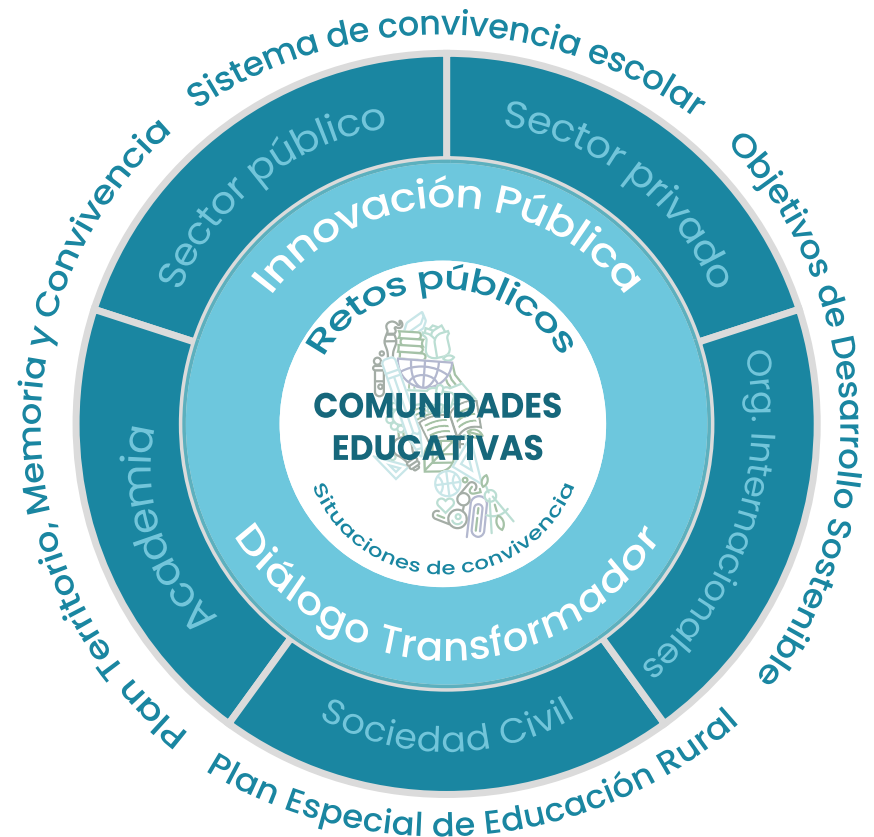 Sistema de convivencia escolar
Objetivos de Desarrollo Sostenible
Plan Especial de Educación Rural
Plan Territorio, Memoria y Convivencia
Sector público
Sector privado
Org. Internacionales
Sociedad Civil
Academia
Innovación Pública
Diálogo Transformador
Retos públicos
COMUNIDADES
EDUCATIVAS
Situaciones de convivencia